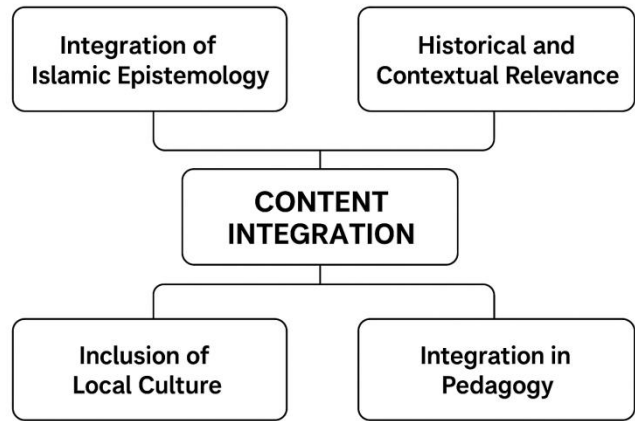 Integration of
Islamic Epistemology
Historical and
Contextual Relevance
CONTENT
INTEGRATION
Inclusion of
Local Culture
Integration in
Pedagogy